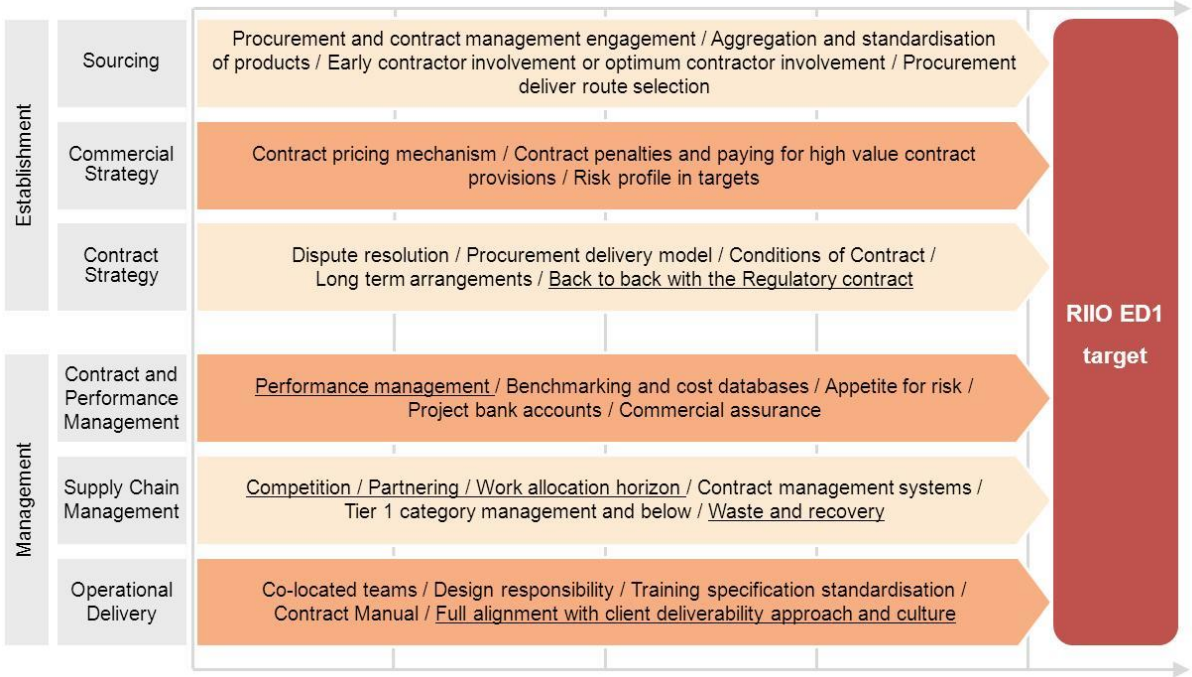 Establishment
Sourcing
Procurement and contract management engagement / Aggregation and standardisation
of products / Early contractor involvement or optimum contractor involvement / Procurement
deliver route selection
Commercial
Strategy
Contract pricing mechanism / Contract penalties and paying for high value contract
provisions / Risk profile in targets
Contract
Strategy
Dispute resolution / Procurement delivery model / Conditions of Contract /
Long term arrangements / Back to back with the Regulatory contract
Management
Contract and
Performance
Management
Performance management / Benchmarking and cost databases / Appetite for risk /
Project bank accounts / Commercial assurance
Supply Chain
Management
Competition / Partnering / Work allocation horizon / Contract management systems /
Tier 1 category management and below / Waste and recovery
Operational
Delivery
Co-located teams / Design responsibility / Training specification standardisation /
Contract Manual / Full alignment with client deliverability approach and culture
RIIO ED1
target